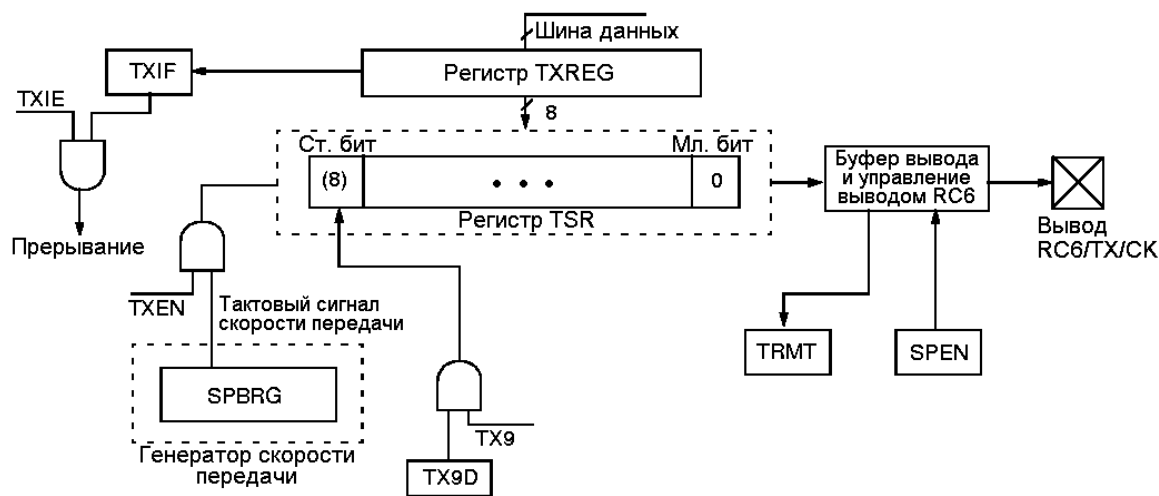 Шина данных
TXIF
Регистр TXREG
TXIE
8
Ст. бит
Мл. бит
(8)
• • •
0
Регистр TSR
Буфер вывода
и управление
выводом RC6
Прерывание
Вывод
RC6/TX/CK
TXEN
Тактовый сигнал
скорости передачи
TRMT
SPEN
SPBRG
TX9
Генератор скорости
передачи
TX9D